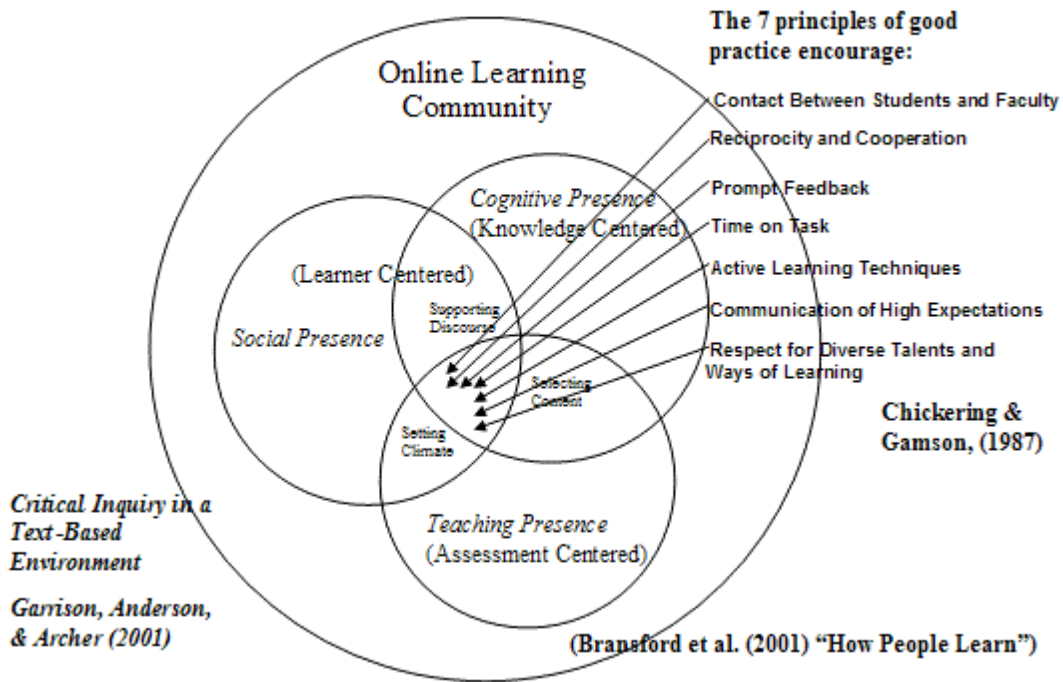 The 7 principles of good
practice encourage:
Online Learning
Community
Contact Between Students and Faculty
Reciprocity and Cooperation
Prompt Feedback
Time on Task
Active Learning Techniques
Communication of High Expectations
Respect for Diverse Talents and
Ways of Learning
Chickering &
Gamson, (1987)
Cognitive Presence
(Knowledge Centered)
(Learner Centered)
Social Presence
Supporting
Discourse
Selecting
Content
Setting
Climate
Teaching Presence
(Assessment Centered)
Critical Inquiry in a
Text-Based
Environment
Garrison, Anderson,
& Archer (2001)
(Bransford et al. (2001) “How People Learn”)